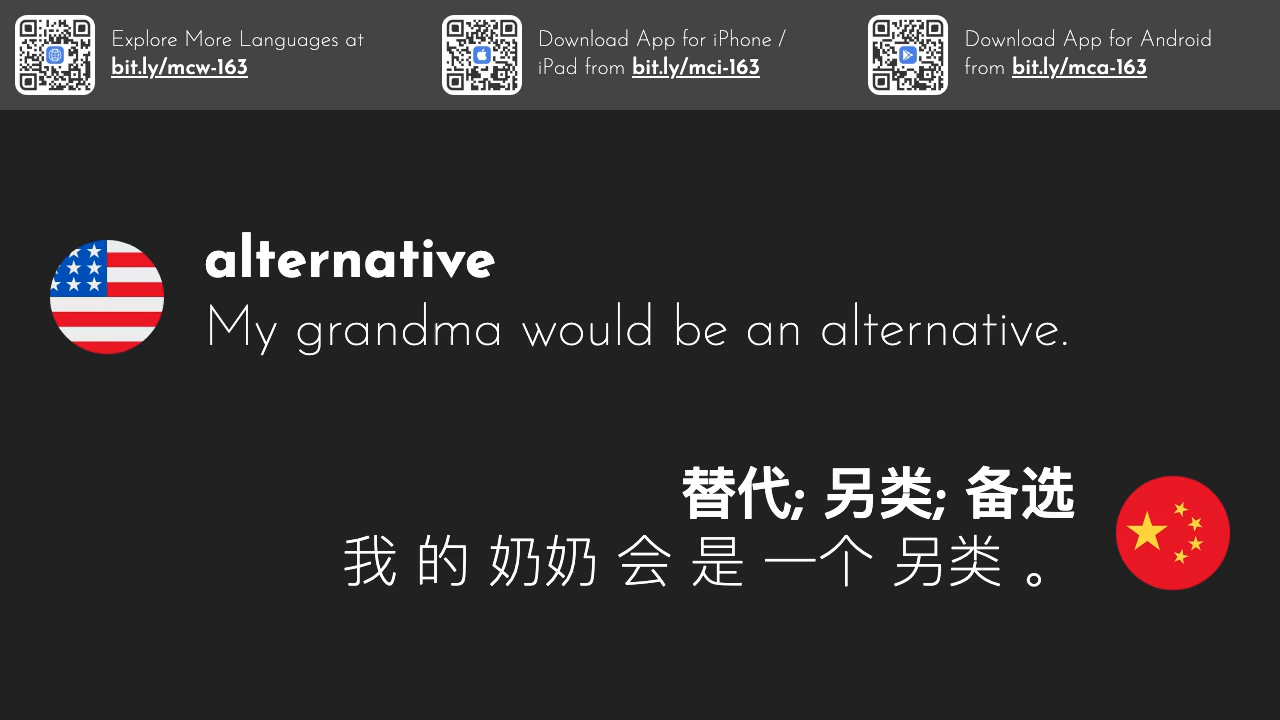 Explore More Languages at
bit.ly/mcw-163
Download App for iPhone /
iPad from bit.ly/mci-163
Download App for Android
from bit.ly/mca-163
alternative
My grandma would be an alternative.
替代; 另类; 备选
我 的 奶奶 会 是 一个 另类 。